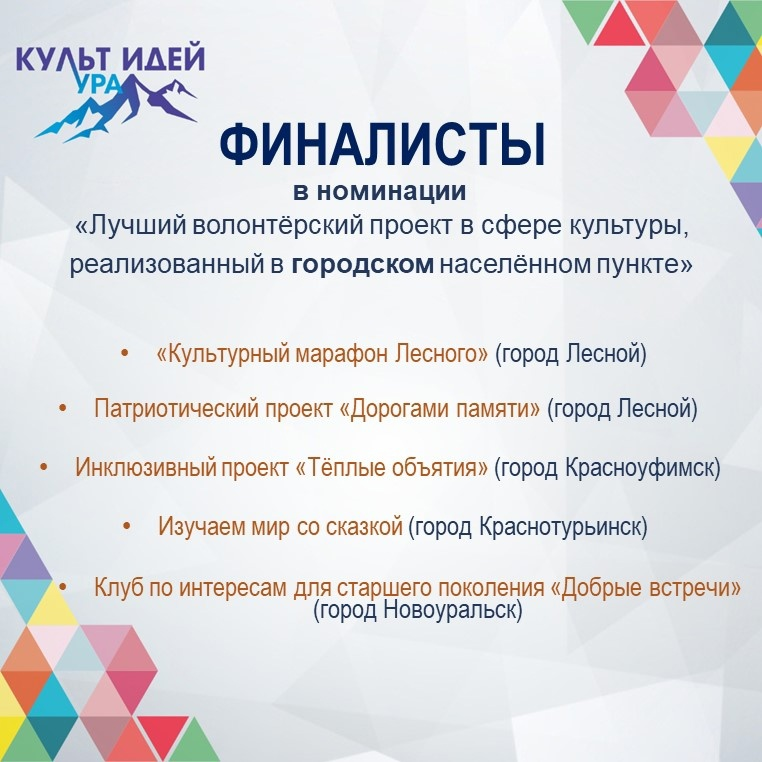 КУЛЬТ ИДЕЙ
УРА
ФИНАЛИСТЫ
в номинации
«Лучший волонтёрский проект в сфере культуры,
реализованный в городском населённом пункте»
• «Культурный марафон Лесного» (город Лесной)
• Патриотический проект «Дорогами памяти» (город Лесной)
• Инклюзивный проект «Тёплые объятия» (город Красноуфимск)
• Изучаем мир со сказкой (город Краснотурьинск)
• Клуб по интересам для старшего поколения «Добрые встречи»
(город Новоуральск)